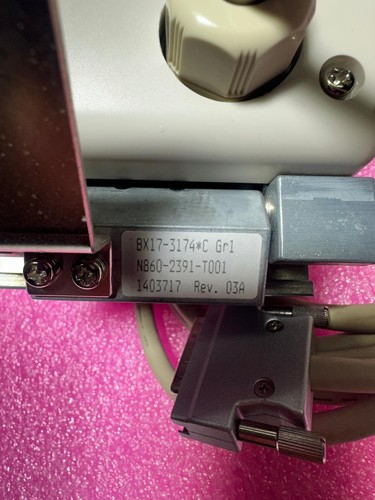 BX17-3174*C Gr1
N860-2391-T001
1403717 Rev. 03A